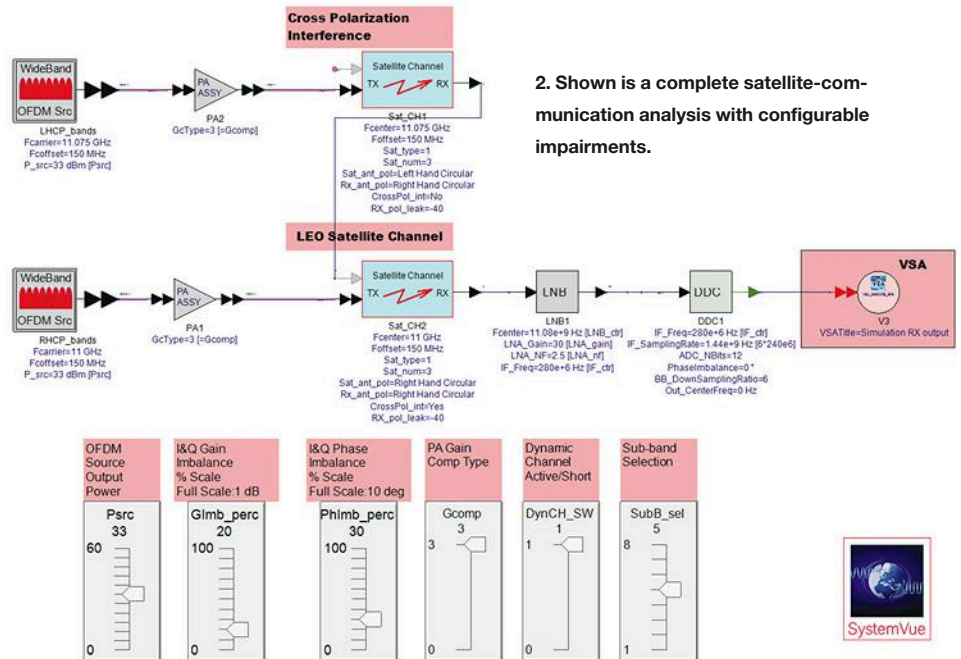 Cross Polarization
Interference
WideBand
OFDM Src
LHCP_bands
Fcarrier=11.075 GHz
Fcoffset=150 MHz
P_src=33 dBm [Psrc]
PA
ASSY
PA2
GcType=3 [=Gcomp]
Satellite Channel
TX
RX
Sat_CH1
Fcenter=11.075 GHz
Foffset=150 MHz
Sat_type=1
Sat_num=3
Sat_ant_pol=Left Hand Circular
Rx_ant_pol=Right Hand Circular
CrossPol_int=No
RX_pol_leak=-40
2. Shown is a complete satellite-com-
munication analysis with configurable
impairments.
LEO Satellite Channel
WideBand
OFDM Src
RHCP_bands
Fcarrier=11 GHz
Fcoffset=150 MHz
P_src=33 dBm [Psrc]
PA
ASSY
PA1
GcType=3 [=Gcomp]
Satellite Channel
TX
RX
Sat_CH2
Fcenter=11 GHz
Foffset=150 MHz
Sat_type=1
Sat_num=3
Sat_ant_pol=Right Hand Circular
Rx_ant_pol=Right Hand Circular
CrossPol_int=Yes
RX_pol_leak=-40
LNB
LNB1
Fcenter=11.08e+9 Hz [LNB_ctr]
LNA_Gain=30 [LNA_gain]
LNA_NF=2.5 [LNA_nf]
IF_Freq=280e+6 Hz [IF_ctr]
DDC
DDC1
IF_Freq=280e+6 Hz [IF_ctr]
IF_SamplingRate=1.44e+9 Hz [6*240e6]
ADC_NBits=12
PhaseImbalance=0 °
BB_DownSamplingRatio=6
Out_CenterFreq=0 Hz
VSA
V3
VSATitle=Simulation RX output
OFDM
Source
Output
Power
Psrc
33
60
0
I&Q Gain
Imbalance
% Scale
Full Scale:1 dB
GImb_perc
20
100
0
I&Q Phase
Imbalance
% Scale
Full Scale:10 deg
PhImb_perc
30
100
0
PA Gain
Comp Type
Gcomp
3
3
0
Dynamic
Channel
Active/Short
DynCH_SW
1
1
0
Sub-band
Selection
SubB_sel
5
8
1
SystemVue